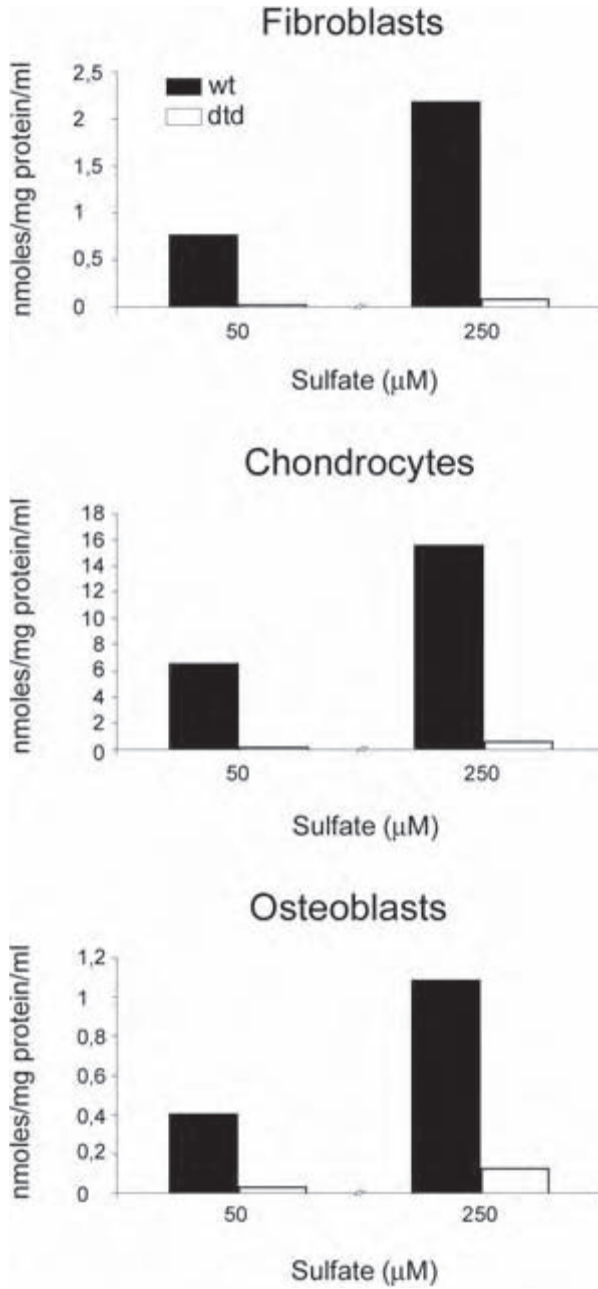 Fibroblasts
nmoles/mg protein/ml
2,5
2
1,5
1
0,5
0
wt
dtd
50
250
Sulfate (μM)
Chondrocytes
nmoles/mg protein/ml
18
16
14
12
10
8
6
4
2
0
50
250
Sulfate (μM)
Osteoblasts
nmoles/mg protein/ml
1,2
1
0,8
0,6
0,4
0,2
0
50
250
Sulfate (μM)